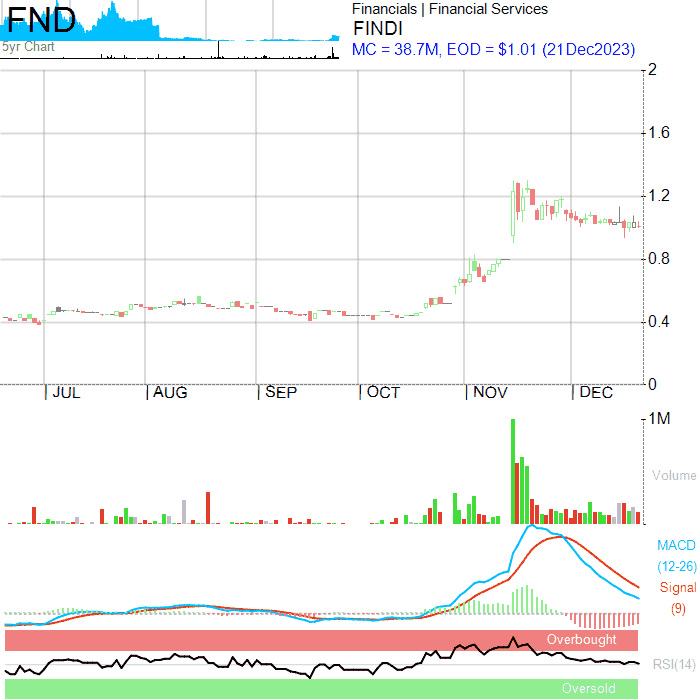 FND
5yr Chart
Financials | Financial Services
FINDI
MC = 38.7M, EOD = $1.01 (21Dec2023)
2
1.6
1.2
0.8
0.4
0
| JUL | AUG | SEP | OCT | NOV | DEC
1M
Volume
MACD
(12-26)
Signal
(9)
Overbought
RSI(14)
Oversold